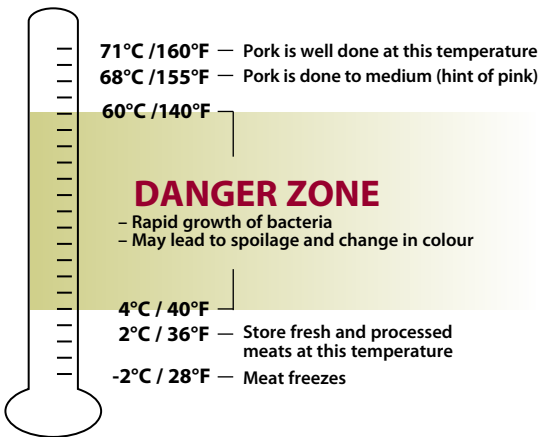 71°C /160°F – Pork is well done at this temperature
68°C /155°F – Pork is done to medium (hint of pink)
60°C /140°F
DANGER ZONE
– Rapid growth of bacteria
– May lead to spoilage and change in colour
4°C / 40°F
2°C / 36°F – Store fresh and processed
meats at this temperature
-2°C / 28°F – Meat freezes